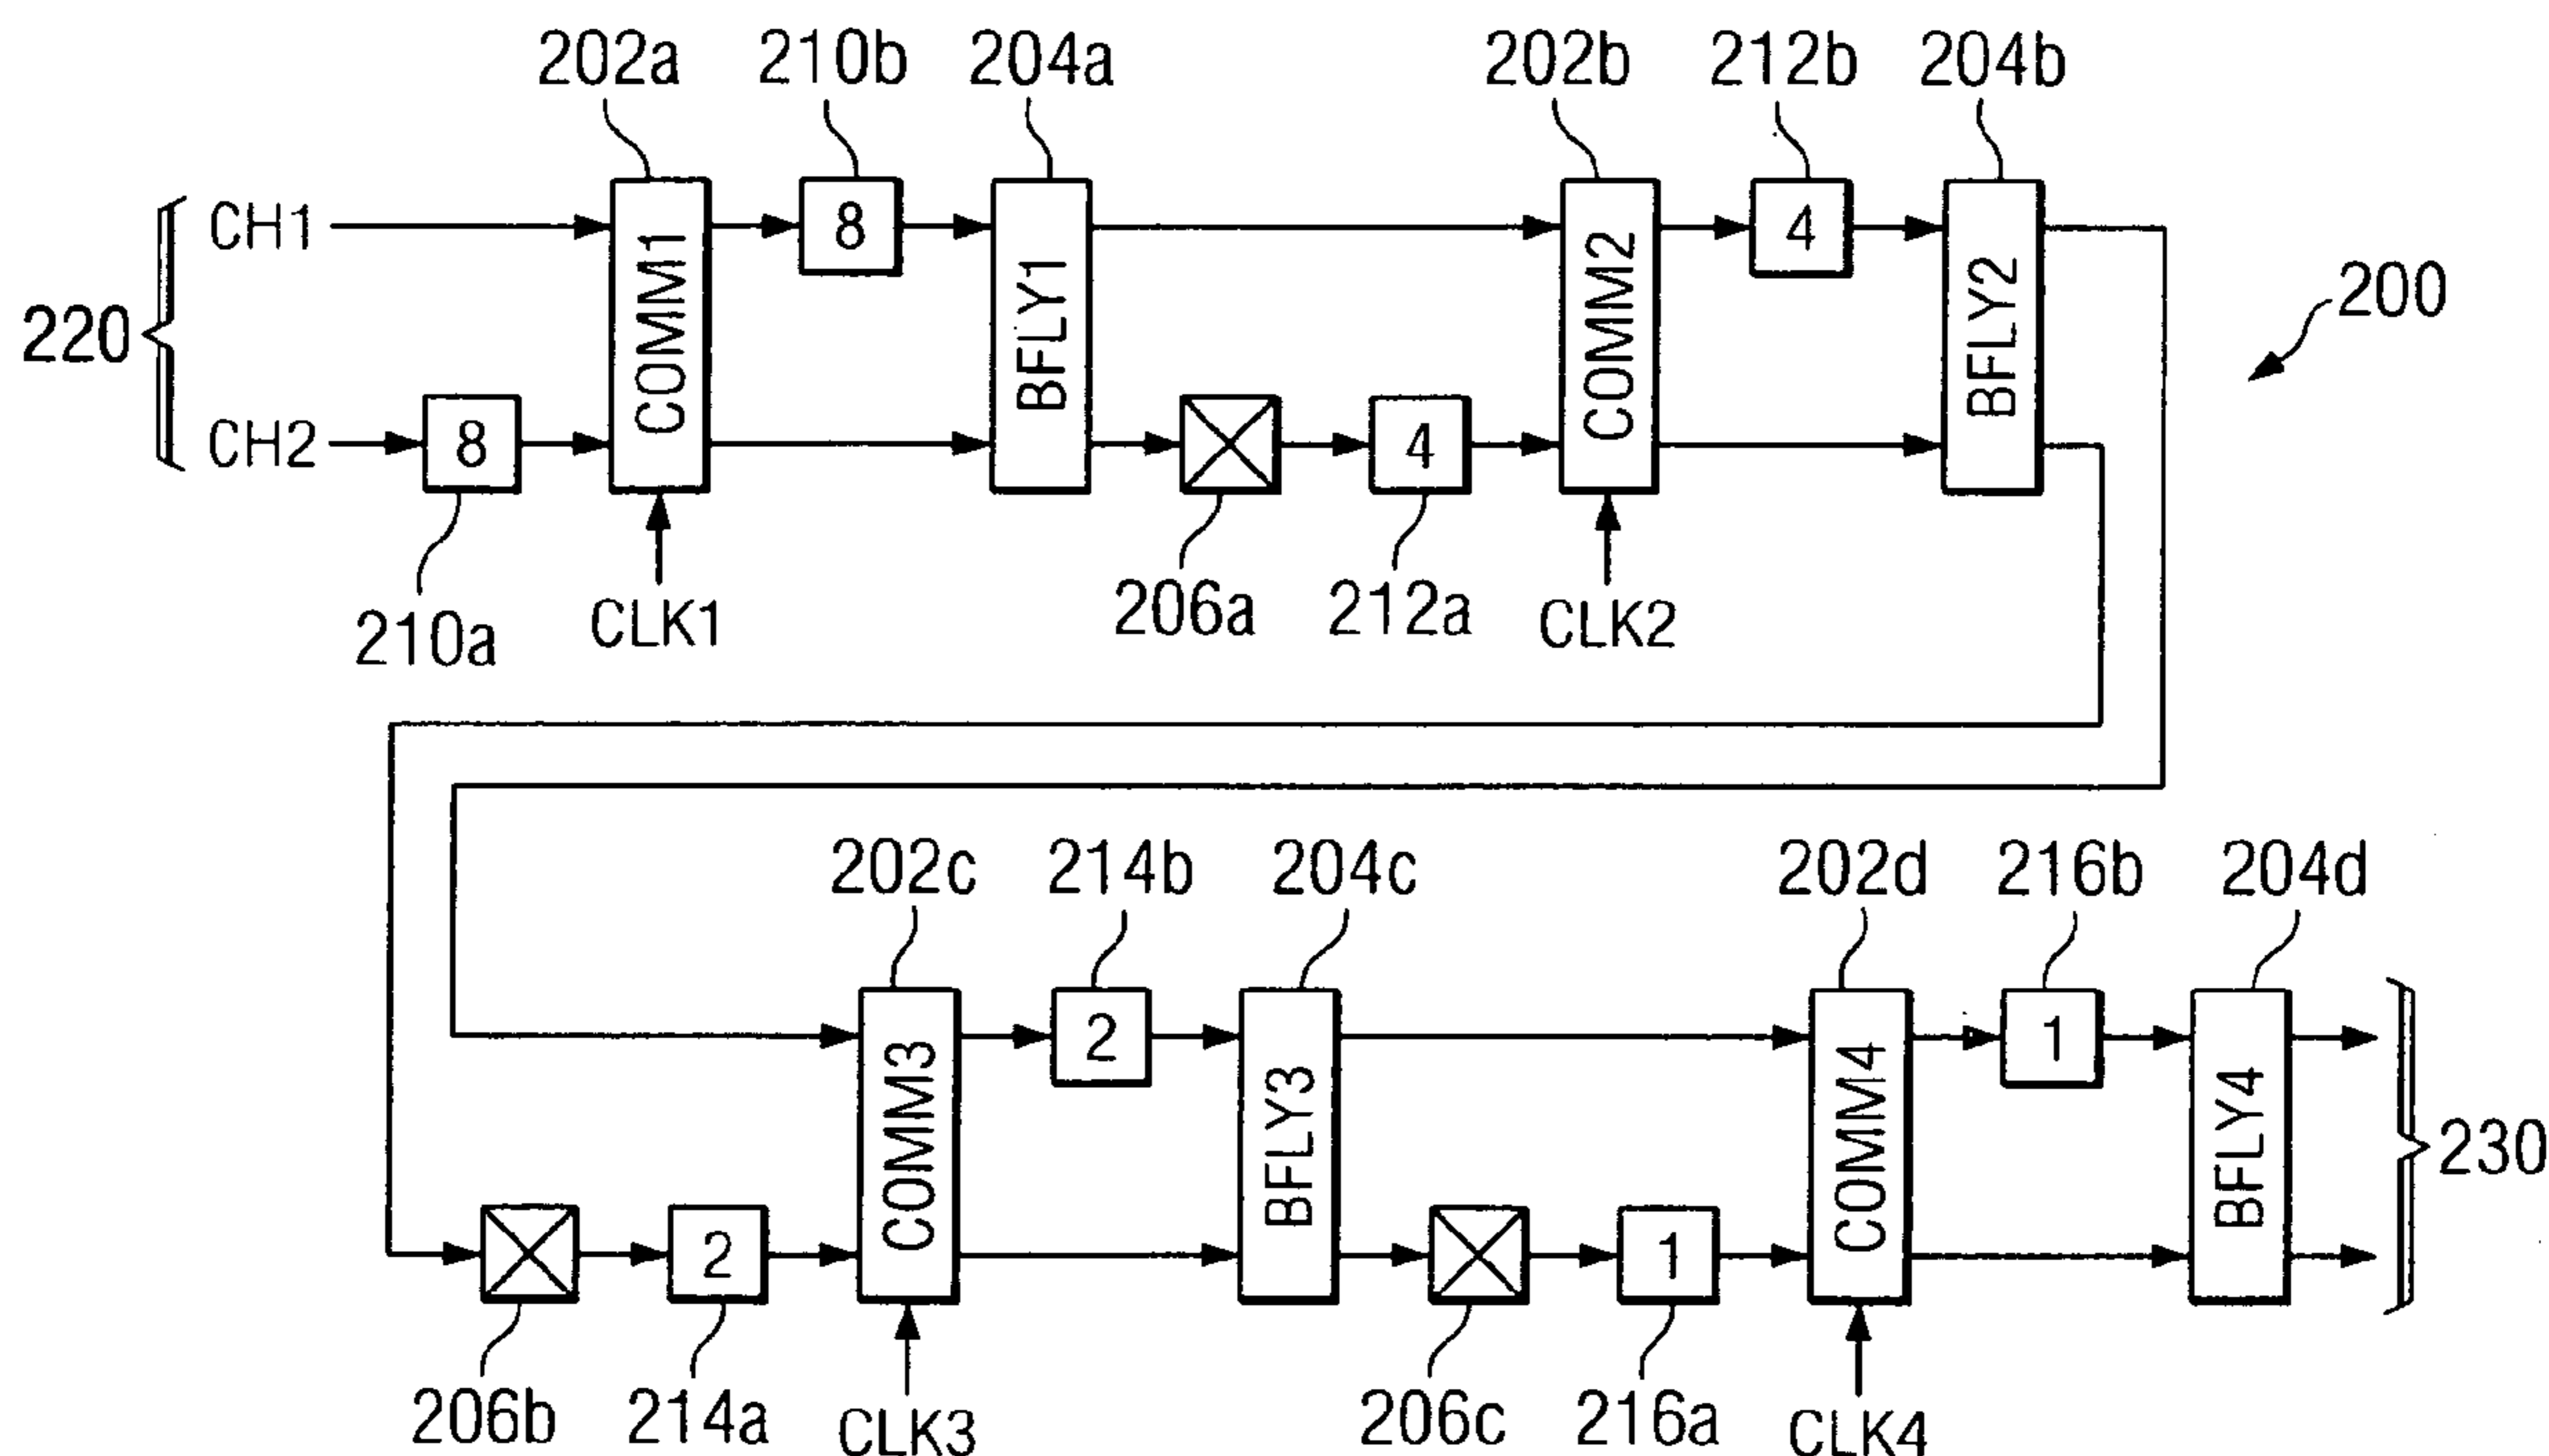 202a 210b 204a 202b 212b 204b
CH1 8 4
COMM1 BFLY1 COMM2 BFLY2
220 200
CH2 8 4
206a 212a
210a CLK1 CLK2
202c 214b 204c 202d 216b 204d
2 1
COMM3 BFLY3 COMM4 BFLY4
230
2 1
206b 214a CLK3 206c 216a CLK4